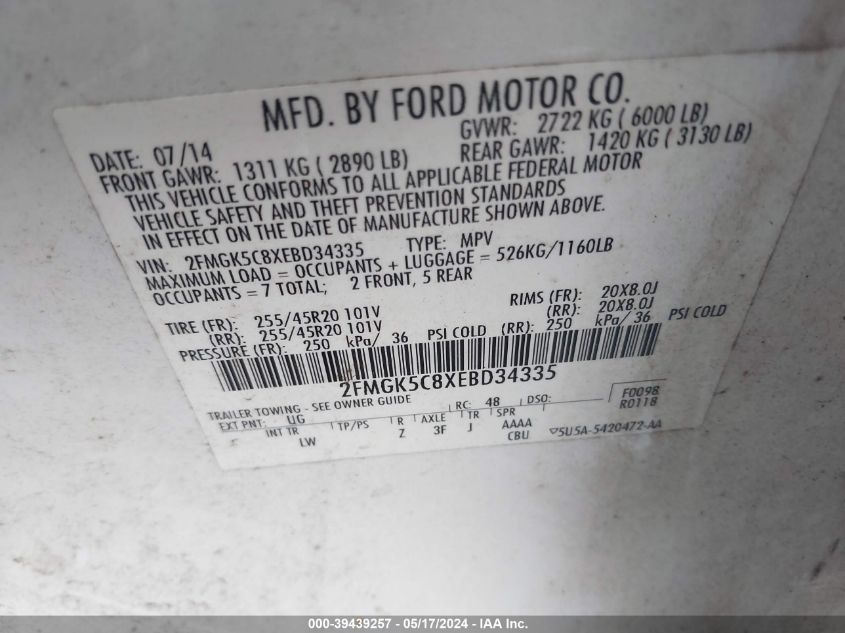 MFD. BY FORD MOTOR CO.
DATE: 07/14 GVWR: 2722 KG ( 6000 LB)
FRONT GAWR: 1311 KG ( 2890 LB) REAR GAWR: 1420 KG ( 3130 LB)
THIS VEHICLE CONFORMS TO ALL APPLICABLE FEDERAL MOTOR
VEHICLE SAFETY AND THEFT PREVENTION STANDARDS
IN EFFECT ON THE DATE OF MANUFACTURE SHOWN ABOVE.
VIN: 2FMGK5C8XEBD34335 TYPE: MPV
MAXIMUM LOAD = OCCUPANTS + LUGGAGE = 526KG/1160LB
OCCUPANTS = 7 TOTAL; 2 FRONT, 5 REAR
TIRE (FR): 255/45R20 101V RIMS (FR): 20X8.0J
(RR): 255/45R20 101V (RR): 20X8.0J
PRESSURE (FR): 250 kPa/ 36 PSI COLD (RR): 250 kPa/ 36 PSI COLD
2FMGK5C8XEBD34335
TRAILER TOWING - SEE OWNER GUIDE F0098
EXT PNT: UG RC: 48 DSO: R0118
INT TR TP/PS R AXLE TR SPR
LW Z 3F J AAAA
CBU ▽5U5A-5420472-AA
000-39439257 - 05/17/2024 - IAA Inc.